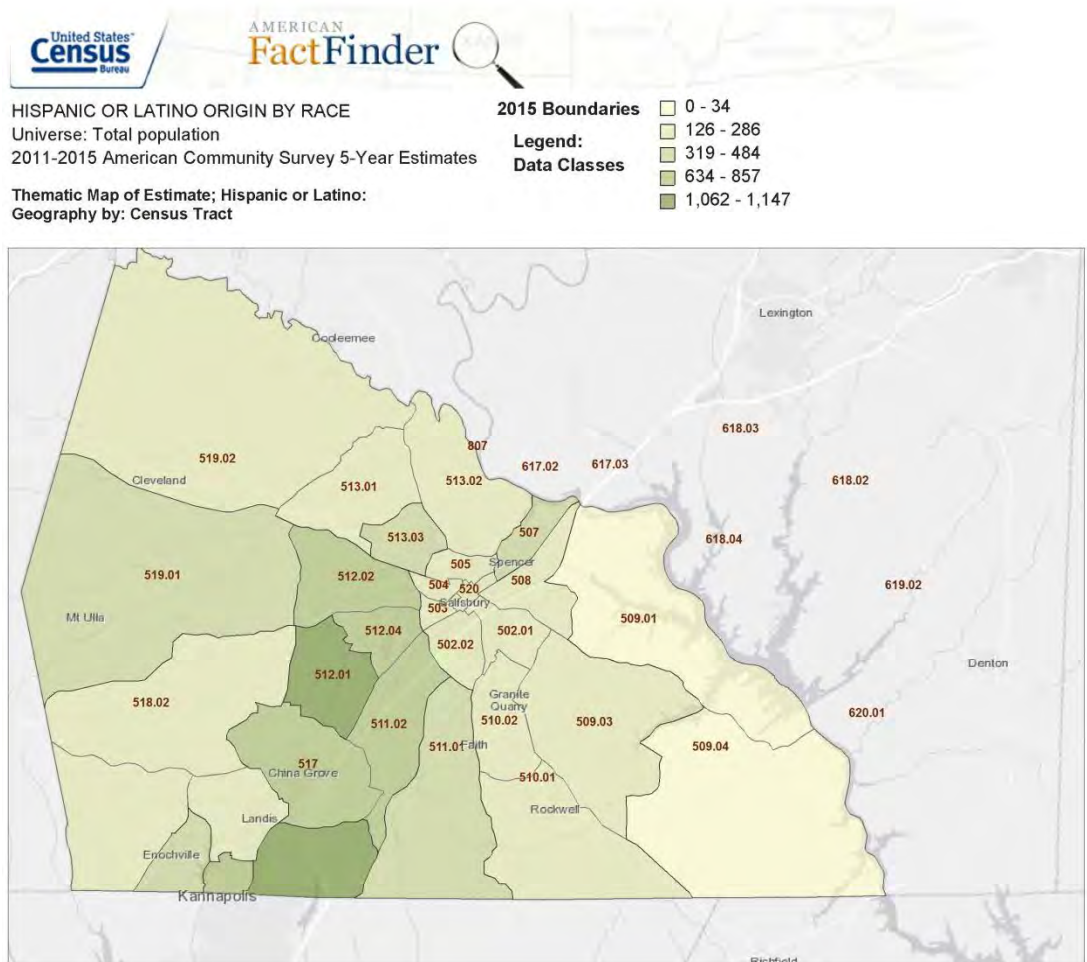 United States®
Census
Bureau
AMERICAN
FactFinder
HISPANIC OR LATINO ORIGIN BY RACE
Universe: Total population
2011-2015 American Community Survey 5-Year Estimates
Thematic Map of Estimate; Hispanic or Latino:
Geography by: Census Tract
2015 Boundaries
Legend:
Data Classes
0 - 34
126 - 286
319 - 484
634 - 857
1,062 - 1,147
Lexington
Cooleemee
618.03
807
519.02
617.02
617.03
Cleveland
513.01
513.02
618.02
507
513.03
618.04
505
Spencer
519.01
512.02
504
520
508
619.02
503
Salisbury
Mt Ulla
509.01
512.04
502.02
502.01
Denton
512.01
518.02
Granite
Quarry
511.02
510.02
509.03
620.01
511.01
Faith
509.04
517
China Grove
510.01
Rockwell
Landis
Enochville
Kannapolis
Richfield